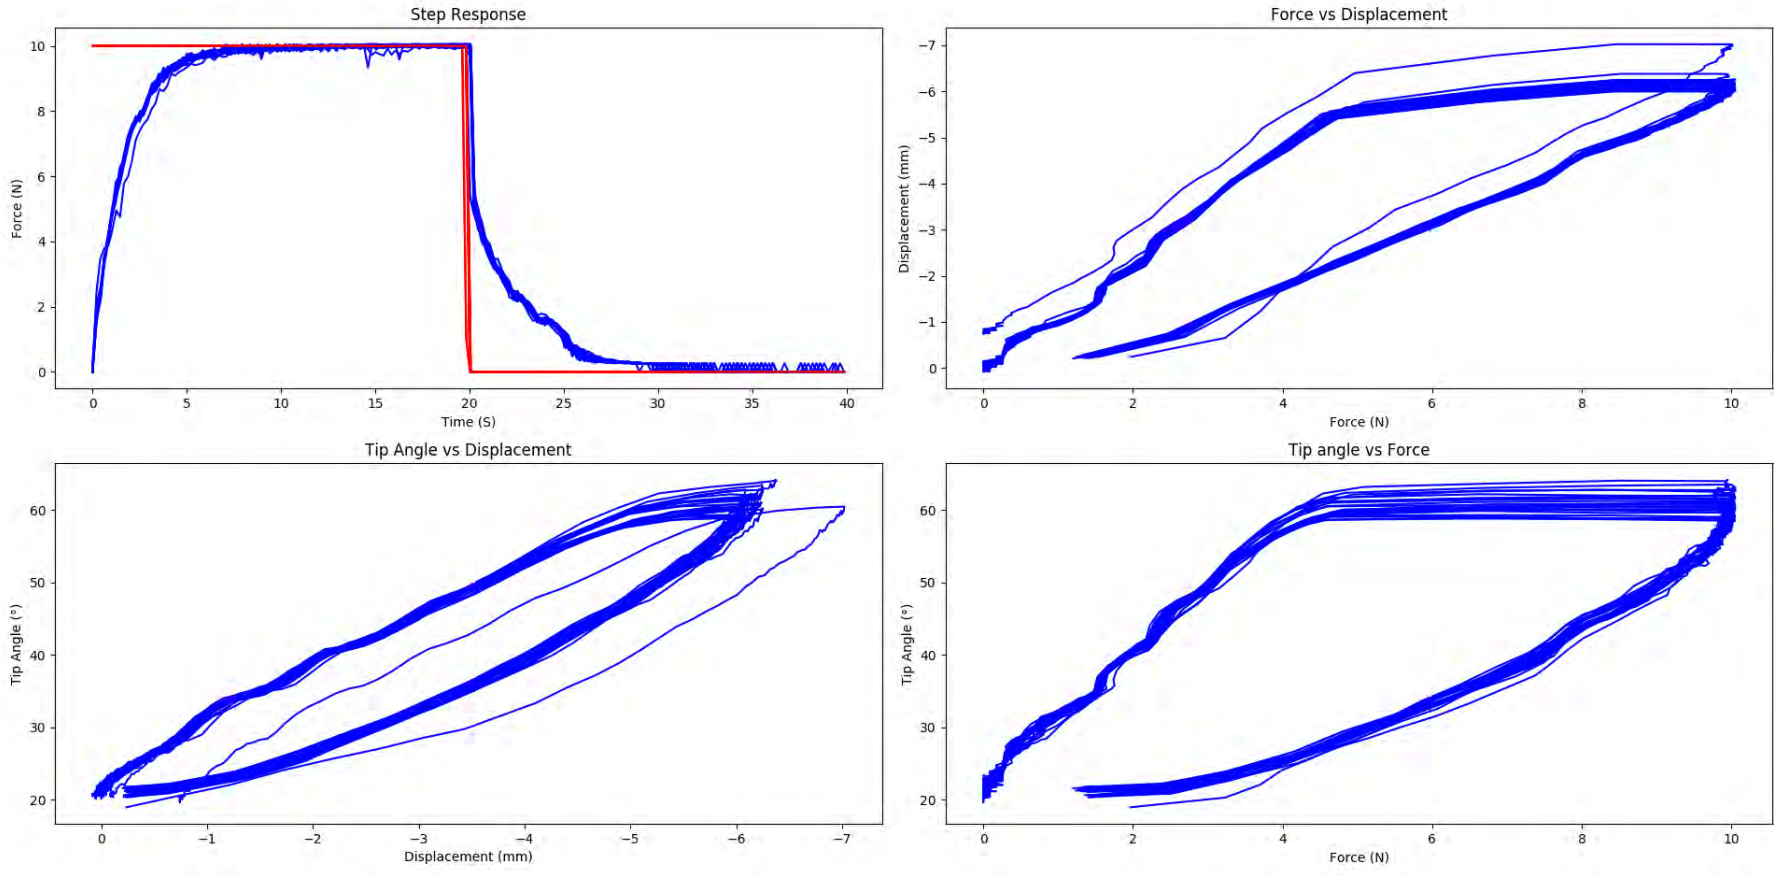 Step Response
Force (N)
10
8
6
4
2
0
0 5 10 15 20 25 30 35 40
Time (S)
Force vs Displacement
Displacement (mm)
−7
−6
−5
−4
−3
−2
−1
0
0 2 4 6 8 10
Force (N)
Tip Angle vs Displacement
Tip Angle (°)
60
50
40
30
20
0 −1 −2 −3 −4 −5 −6 −7
Displacement (mm)
Tip angle vs Force
Tip Angle (°)
60
50
40
30
20
0 2 4 6 8 10
Force (N)